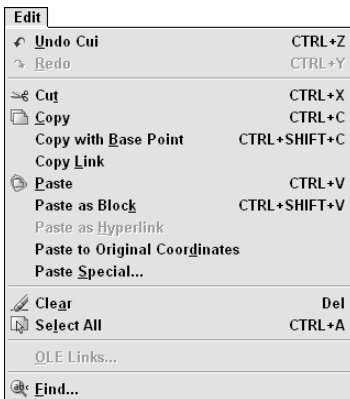 Edit
Undo Cui CTRL+Z
Redo CTRL+Y
Cut CTRL+X
Copy CTRL+C
Copy with Base Point CTRL+SHIFT+C
Copy Link
Paste CTRL+V
Paste as Block CTRL+SHIFT+V
Paste as Hyperlink
Paste to Original Coordinates
Paste Special...
Clear Del
Select All CTRL+A
OLE Links...
Find...